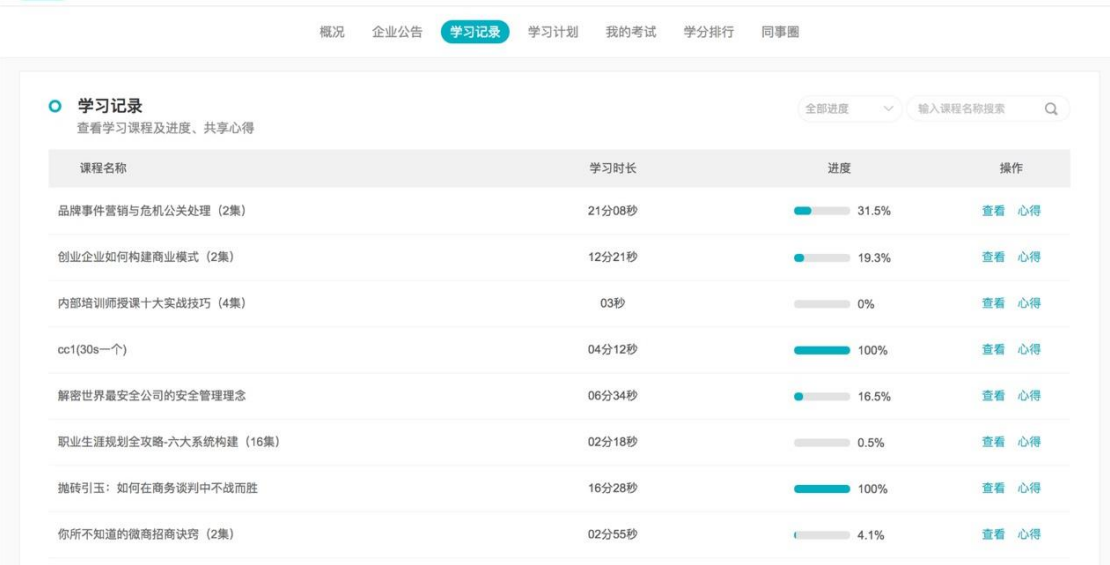 概况 企业公告 学习记录 学习计划 我的考试 学分排行 同事圈
学习记录 全部进度 输入课程名称搜索
查看学习课程及进度、共享心得
课程名称 学习时长 进度 操作
品牌事件营销与危机公关处理（2集） 21分08秒 31.5% 查看 心得
创业企业如何构建商业模式（2集） 12分21秒 19.3% 查看 心得
内部培训师授课十大实战技巧（4集） 03秒 0% 查看 心得
cc1(30s一个) 04分12秒 100% 查看 心得
解密世界最安全公司的安全管理理念 06分34秒 16.5% 查看 心得
职业生涯规划全攻略-六大系统构建（16集） 02分18秒 0.5% 查看 心得
抛砖引玉：如何在商务谈判中不战而胜 16分28秒 100% 查看 心得
你所不知道的微商招商诀窍（2集） 02分55秒 4.1% 查看 心得